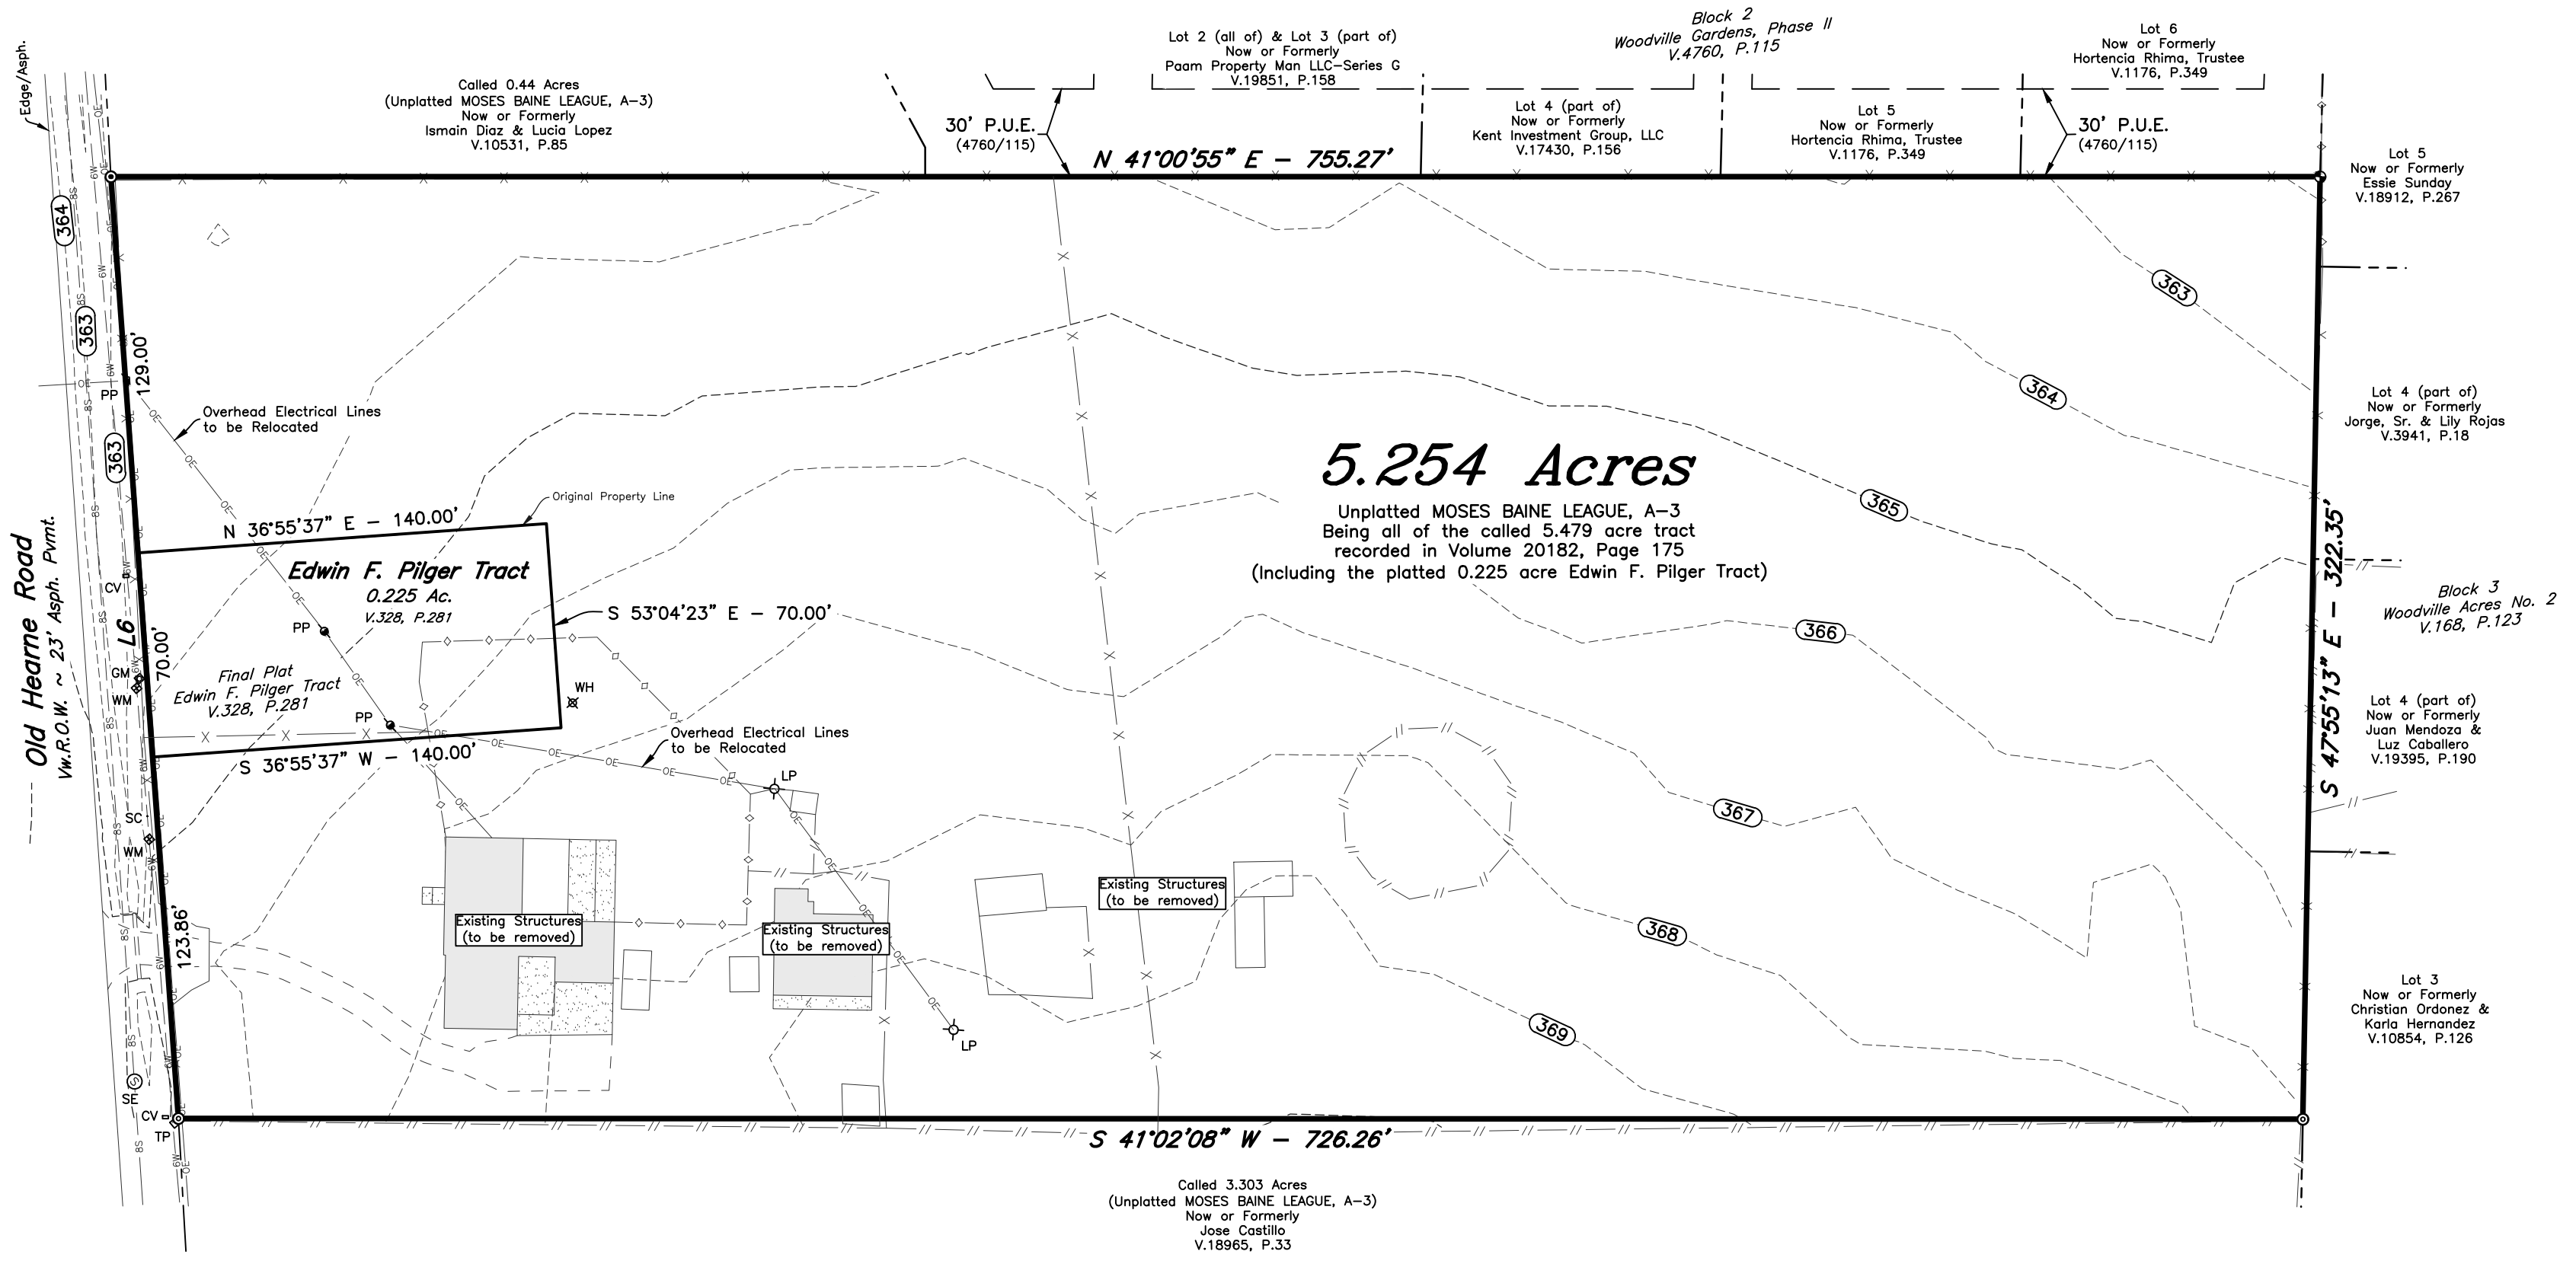 Edge/Asph.
Called 0.44 Acres
(Unplatted MOSES BAINE LEAGUE, A-3)
Now or Formerly
Ismain Diaz & Lucia Lopez
V.10531, P.85
Lot 2 (all of) & Lot 3 (part of)
Now or Formerly
Paam Property Man LLC-Series G
V.19851, P.158
Block 2
Woodville Gardens, Phase II
V.4760, P.115
Lot 6
Now or Formerly
Hortencia Rhima, Trustee
V.1176, P.349
30' P.U.E.
(4760/115)
Lot 4 (part of)
Now or Formerly
Kent Investment Group, LLC
V.17430, P.156
Lot 5
Now or Formerly
Hortencia Rhima, Trustee
V.1176, P.349
30' P.U.E.
(4760/115)
N 41°00'55" E - 755.27'
Lot 5
Now or Formerly
Essie Sunday
V.18912, P.267
364
363
363
129.00'
PP
Overhead Electrical Lines
to be Relocated
363
364
365
366
367
368
369
Lot 4 (part of)
Now or Formerly
Jorge, Sr. & Lily Rojas
V.3941, P.18
5.254 Acres
Unplatted MOSES BAINE LEAGUE, A-3
Being all of the called 5.479 acre tract
recorded in Volume 20182, Page 175
(Including the platted 0.225 acre Edwin F. Pilger Tract)
Original Property Line
N 36°55'37" E - 140.00'
Edwin F. Pilger Tract
0.225 Ac.
V.328, P.281
S 53°04'23" E - 70.00'
Old Hearne Road
Vw.R.O.W. ~ 23' Asph. Pvmt.
CV
L6
70.00'
PP
GM
WM
Final Plat
Edwin F. Pilger Tract
V.328, P.281
WH
PP
S 36°55'37" W - 140.00'
Overhead Electrical Lines
to be Relocated
LP
S 47°55'13" E - 322.35'
Block 3
Woodville Acres No. 2
V.168, P.123
Lot 4 (part of)
Now or Formerly
Juan Mendoza &
Luz Caballero
V.19395, P.190
SC
WM
123.86'
Existing Structures
(to be removed)
Existing Structures
(to be removed)
Existing Structures
(to be removed)
LP
Lot 3
Now or Formerly
Christian Ordonez &
Karla Hernandez
V.10854, P.126
S
SE
CV
TP
S 41°02'08" W - 726.26'
Called 3.303 Acres
(Unplatted MOSES BAINE LEAGUE, A-3)
Now or Formerly
Jose Castillo
V.18965, P.33